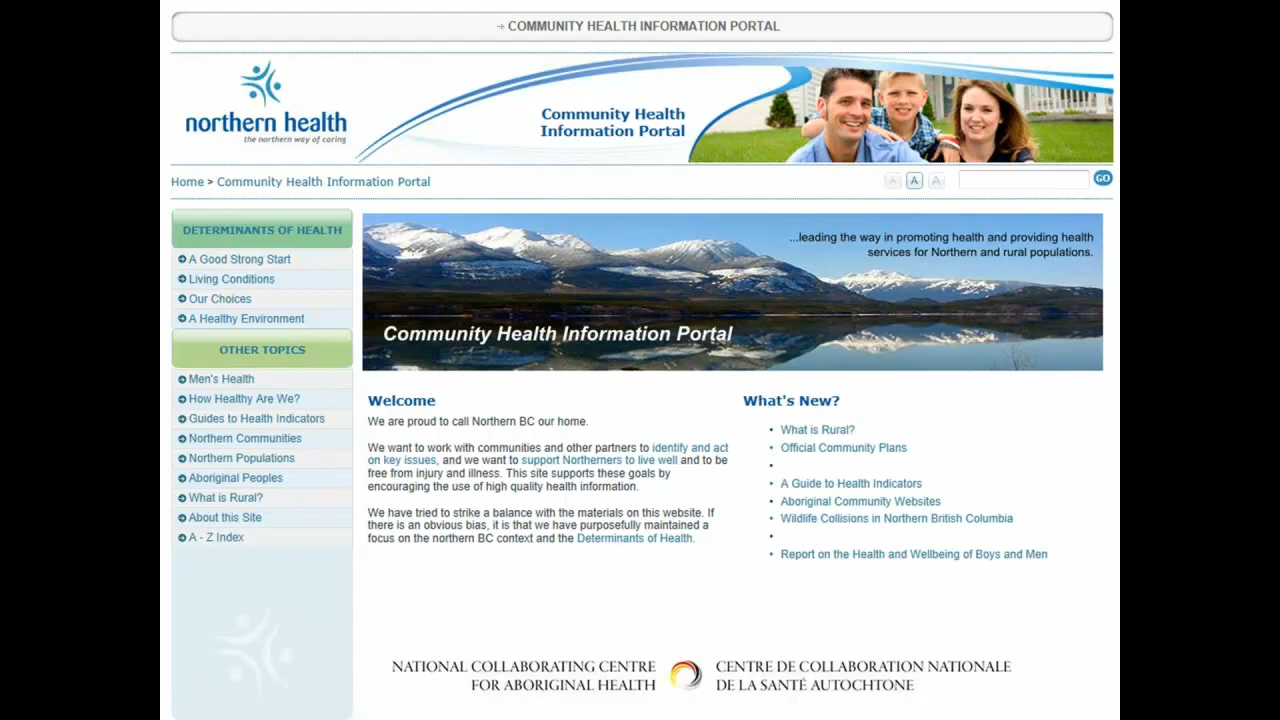 COMMUNITY HEALTH INFORMATION PORTAL
northern health
the northern way of caring
Community Health
Information Portal
Home > Community Health Information Portal
A A A
GO
DETERMINANTS OF HEALTH
A Good Strong Start
Living Conditions
Our Choices
A Healthy Environment
OTHER TOPICS
Men's Health
How Healthy Are We?
Guides to Health Indicators
Northern Communities
Northern Populations
Aboriginal Peoples
What is Rural?
About this Site
A - Z Index
...leading the way in promoting health and providing health
services for Northern and rural populations.
Community Health Information Portal
Welcome
We are proud to call Northern BC our home.
We want to work with communities and other partners to identify and act
on key issues, and we want to support Northerners to live well and to be
free from injury and illness. This site supports these goals by
encouraging the use of high quality health information.
We have tried to strike a balance with the materials on this website. If
there is an obvious bias, it is that we have purposefully maintained a
focus on the northern BC context and the Determinants of Health.
What's New?
What is Rural?
Official Community Plans
A Guide to Health Indicators
Aboriginal Community Websites
Wildlife Collisions in Northern British Columbia
Report on the Health and Wellbeing of Boys and Men
NATIONAL COLLABORATING CENTRE
FOR ABORIGINAL HEALTH
CENTRE DE COLLABORATION NATIONALE
DE LA SANTÉ AUTOCHTONE